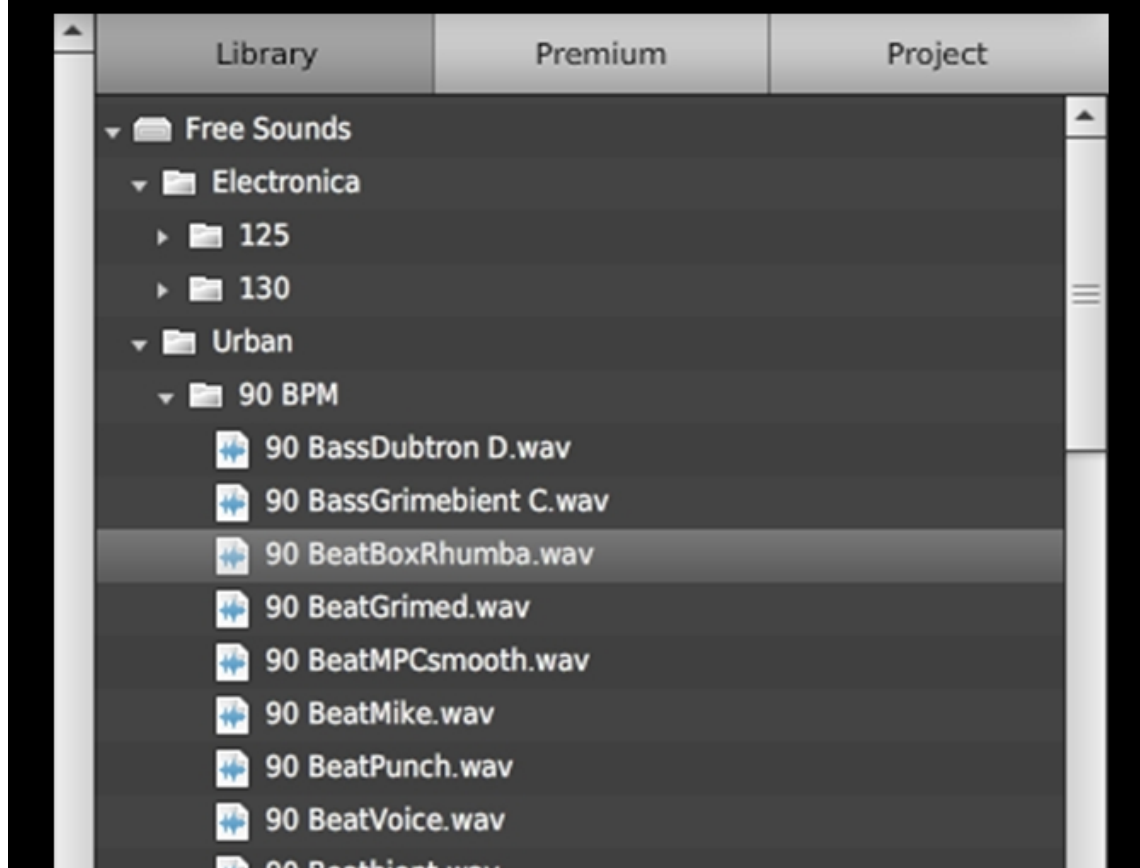 Library Premium Project
Free Sounds
Electronica
125
130
Urban
90 BPM
90 BassDubtron D.wav
90 BassGrimebient C.wav
90 BeatBoxRhumba.wav
90 BeatGrimed.wav
90 BeatMPCsmooth.wav
90 BeatMike.wav
90 BeatPunch.wav
90 BeatVoice.wav